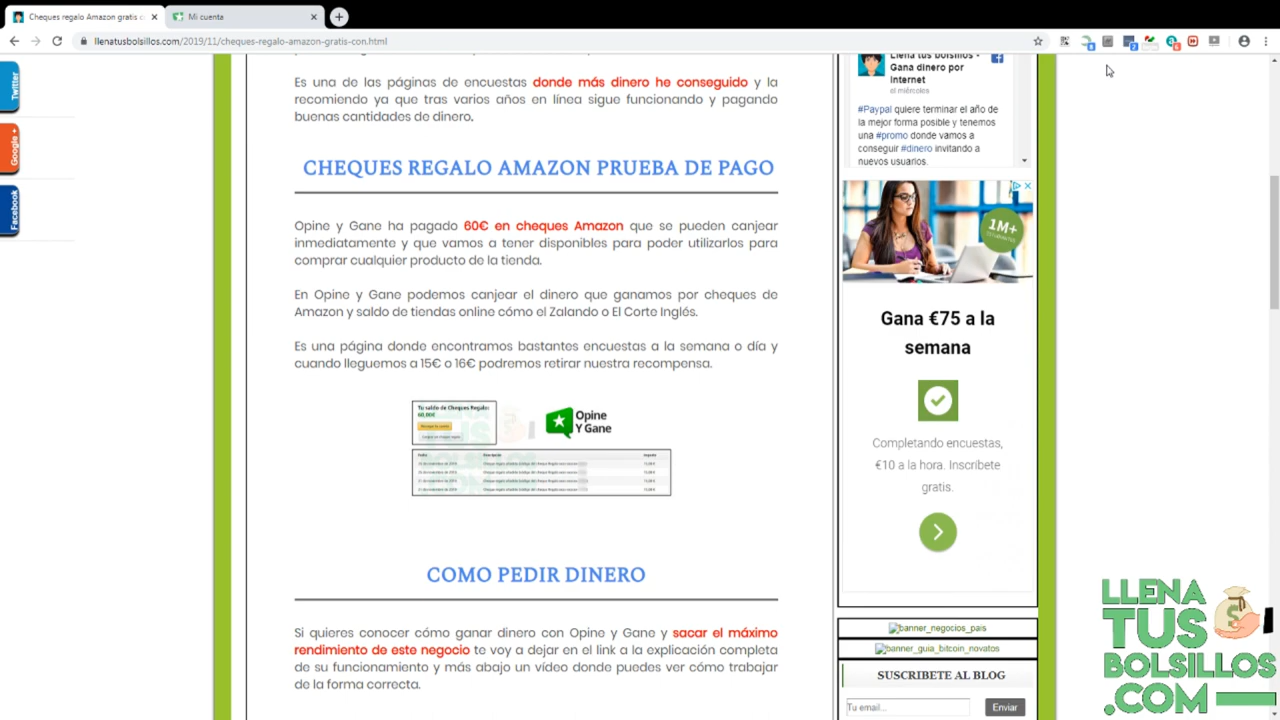 Cheques regalo Amazon gratis c
Mi cuenta
llenatusbolsillos.com/2019/11/cheques-regalo-amazon-gratis-con.html
Twitter
Google +
Facebook
Es una de las páginas de encuestas donde más dinero he conseguido y la
recomiendo ya que tras varios años en línea sigue funcionando y pagando
buenas cantidades de dinero.
CHEQUES REGALO AMAZON PRUEBA DE PAGO
Opine y Gane ha pagado 60€ en cheques Amazon que se pueden canjear
inmediatamente y que vamos a tener disponibles para poder utilizarlos para
comprar cualquier producto de la tienda.
En Opine y Gane podemos canjear el dinero que ganamos por cheques de
Amazon y saldo de tiendas online cómo el Zalando o El Corte Inglés.
Es una página donde encontramos bastantes encuestas a la semana o día y
cuando lleguemos a 15€ o 16€ podremos retirar nuestra recompensa.
Tu saldo de Cheques Regalo:
60,00€
Opine
Y Gane
COMO PEDIR DINERO
Si quieres conocer cómo ganar dinero con Opine y Gane y sacar el máximo
rendimiento de este negocio te voy a dejar en el link a la explicación completa
de su funcionamiento y más abajo un vídeo donde puedes ver cómo trabajar
de la forma correcta.
Llena tus bolsillos -
Gana dinero por
internet
el miércoles
#Paypal quiere terminar el año de
la mejor forma posible y tenemos
una #promo donde vamos a
conseguir #dinero invitando a
nuevos usuarios.
1M+
Gana €75 a la
semana
Completando encuestas,
€10 a la hora. Inscríbete
gratis.
banner_negocios_pais
banner_guia_bitcoin_novatos
SUSCRIBETE AL BLOG
Tu email...
Enviar
LLENA
TUS
BOLSILLOS
.COM